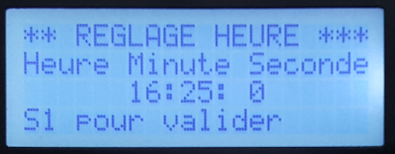 ** REGLAGE HEURE ***
Heure Minute Seconde
16:25: 0
S1 pour valider